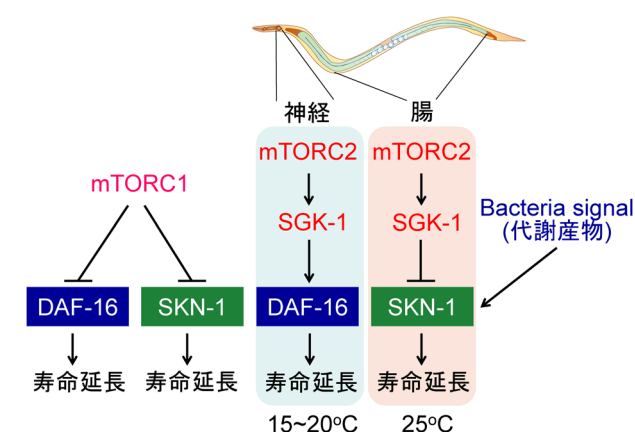 神経
腸
mTORC2
mTORC2
mTORC1
SGK-1
SGK-1
Bacteria signal
(代謝産物)
DAF-16
SKN-1
DAF-16
SKN-1
寿命延長
寿命延長
寿命延長
寿命延長
15~20ºC
25ºC